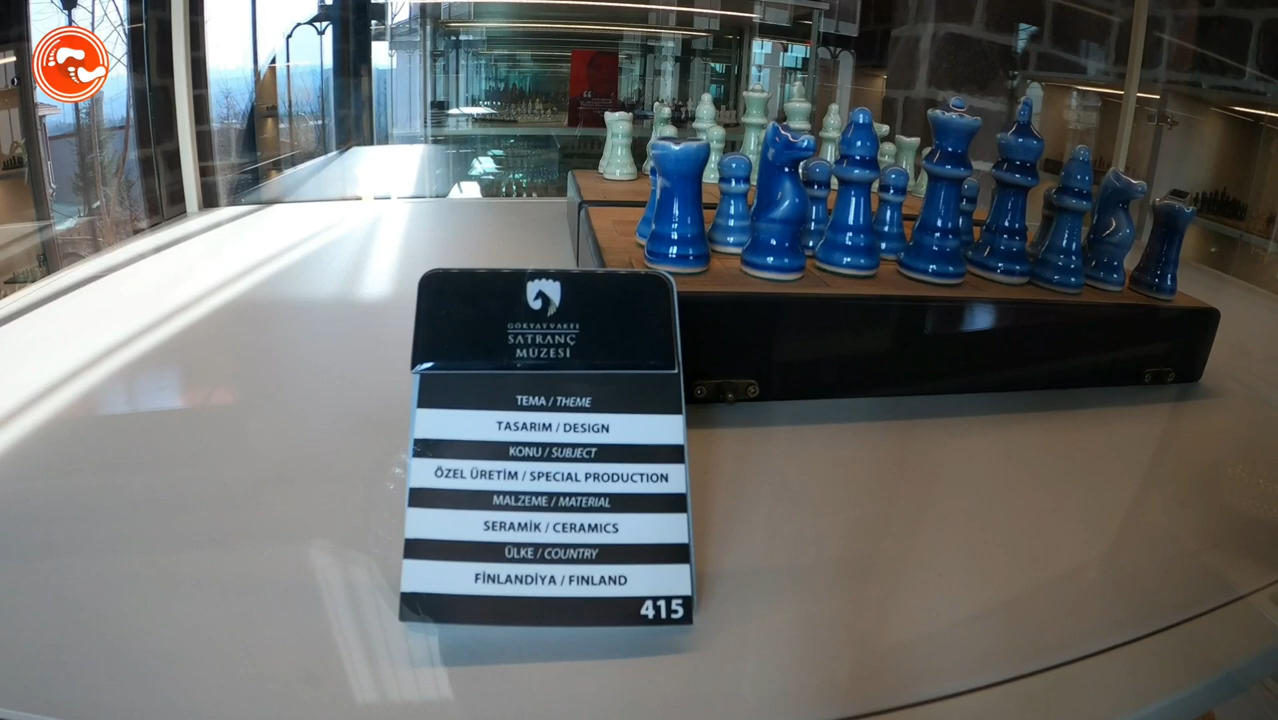 GÖKYAY VAKFI
SATRANÇ
MÜZESİ
TEMA / THEME
TASARIM / DESIGN
KONU / SUBJECT
ÖZEL ÜRETİM / SPECIAL PRODUCTION
MALZEME / MATERIAL
SERAMİK / CERAMICS
ÜLKE / COUNTRY
FİNLANDİYA / FINLAND
415